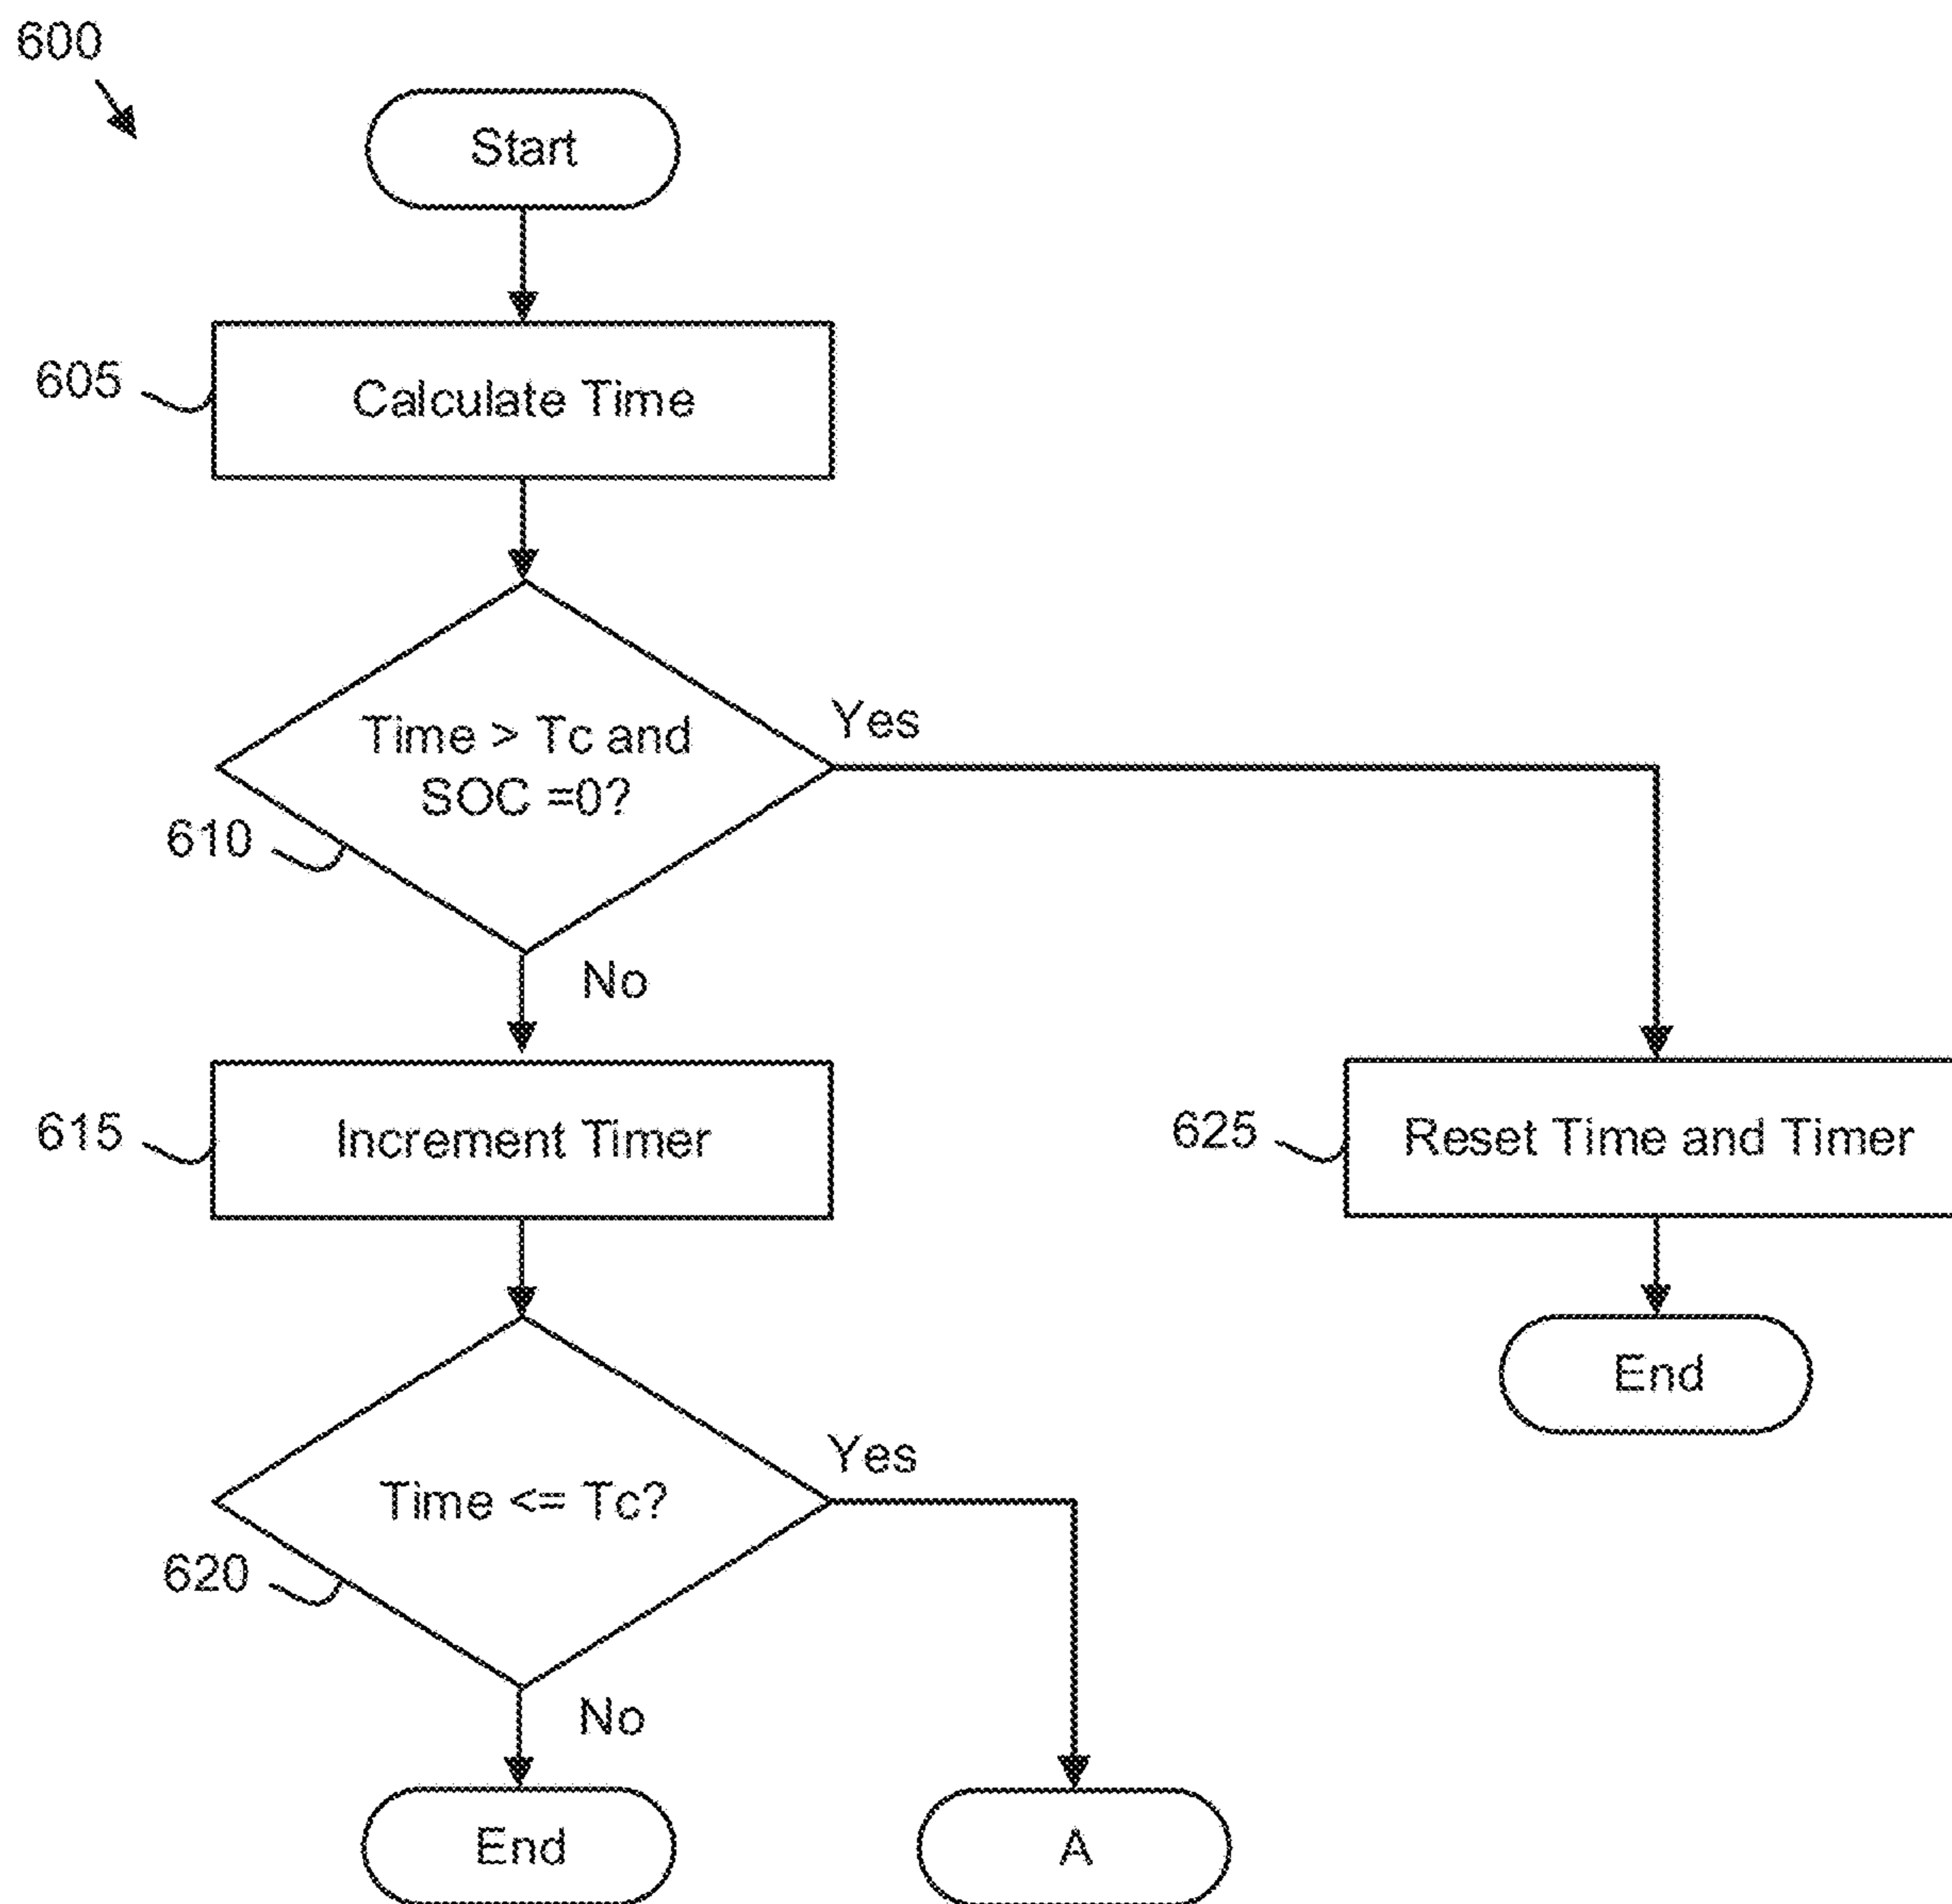 600
Start
605
Calculate Time
Time > Tc and
SOC =0?
Yes
610
No
615
Increment Timer
625
Reset Time and Timer
End
Time <= Tc?
Yes
620
No
End
A